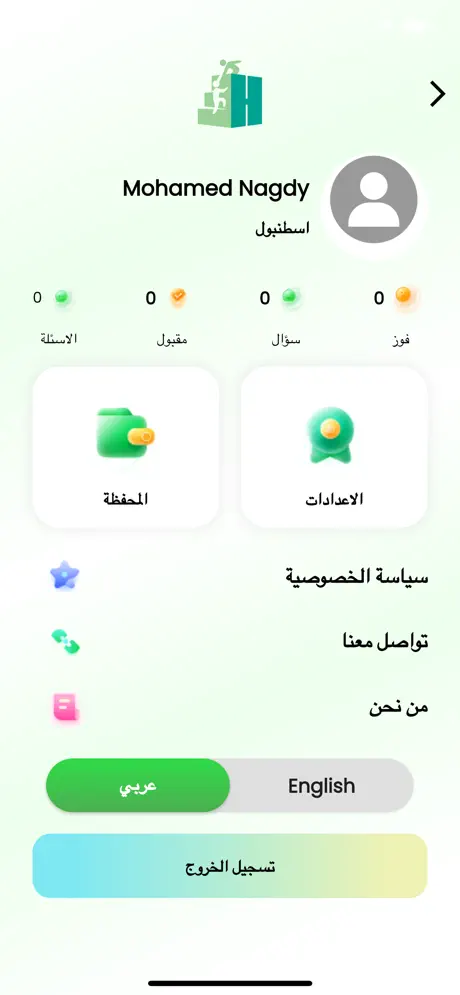 Mohamed Nagdy
اسطنبول
0 0 0 0
فوز سؤال مقبول الاسئلة
الاعدادات المحفظة
سياسة الخصوصية
تواصل معنا
من نحن
English عربي
تسجيل الخروج